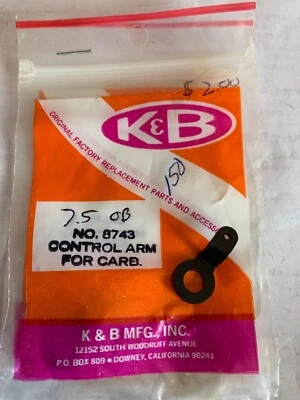 $2.00
K&B
ORIGINAL FACTORY REPLACEMENT PARTS AND ACCESSO
150
7.5 OB
NO. 8743
CONTROL ARM
FOR CARB.
K & B MFG., INC.
12152 SOUTH WOODRUFF AVENUE
P.O. BOX 809 • DOWNEY, CALIFORNIA 90241